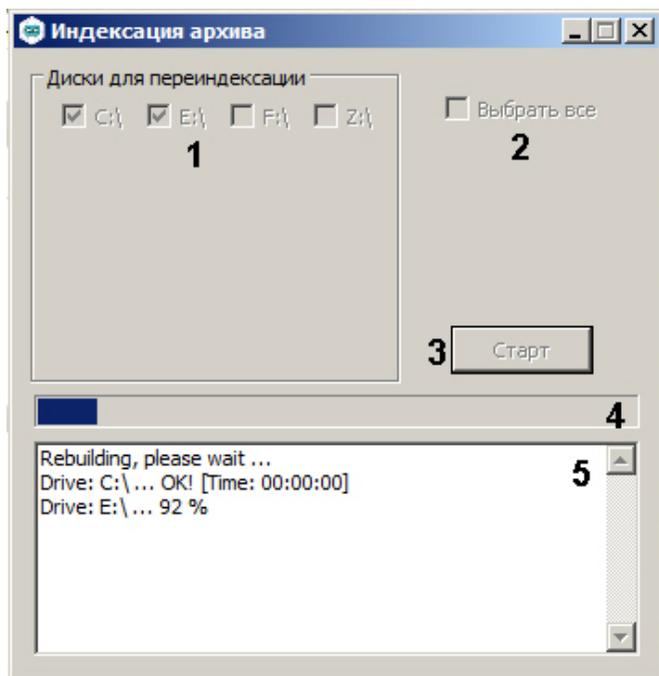 Индексация архива
Диски для переиндексации
C:\ E:\ F:\ Z:\
Выбрать все
1
2
3
Старт
4
Rebuilding, please wait ...
5
Drive: C:\ ... OK! [Time: 00:00:00]
Drive: E:\ ... 92 %